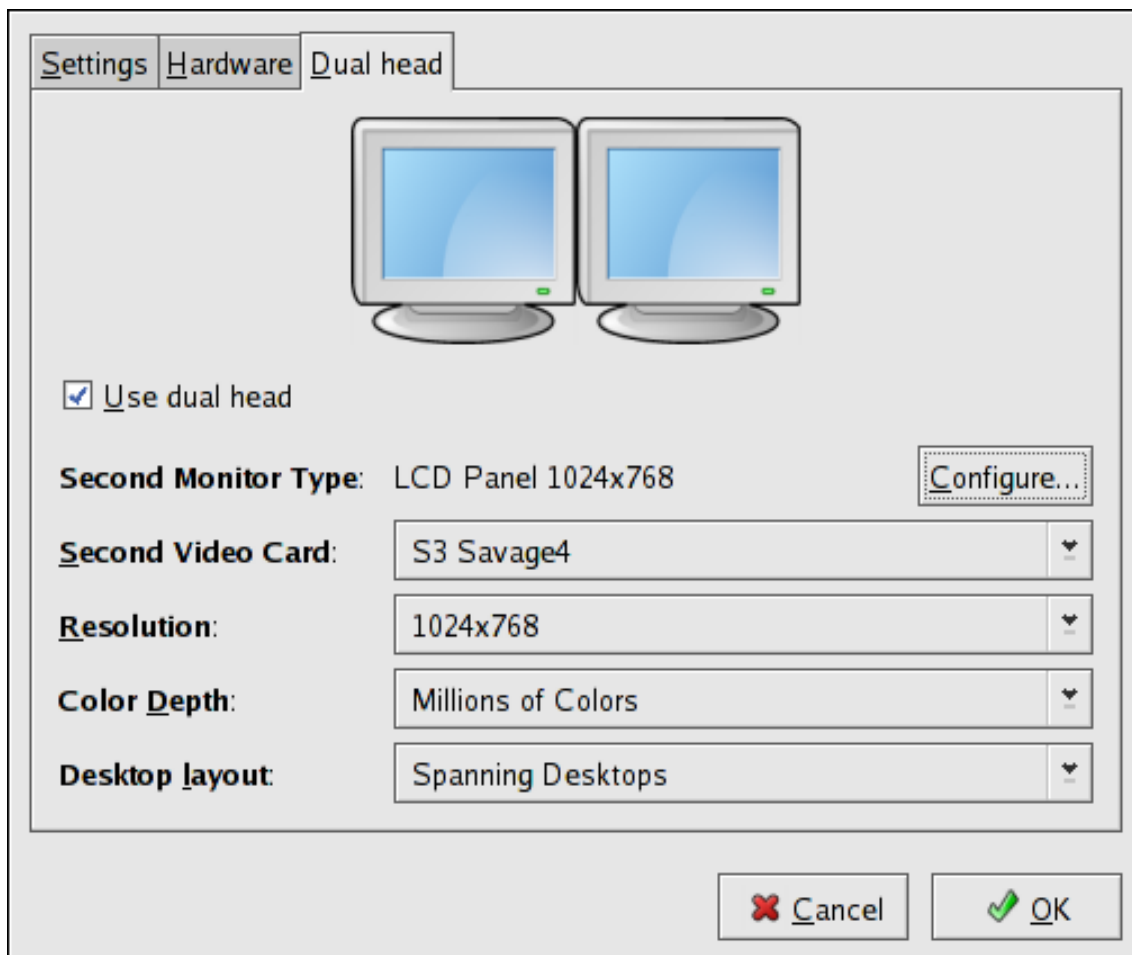 Settings Hardware Dual head
Use dual head
Second Monitor Type: LCD Panel 1024x768 Configure...
Second Video Card: S3 Savage4
Resolution: 1024x768
Color Depth: Millions of Colors
Desktop layout: Spanning Desktops
Cancel OK